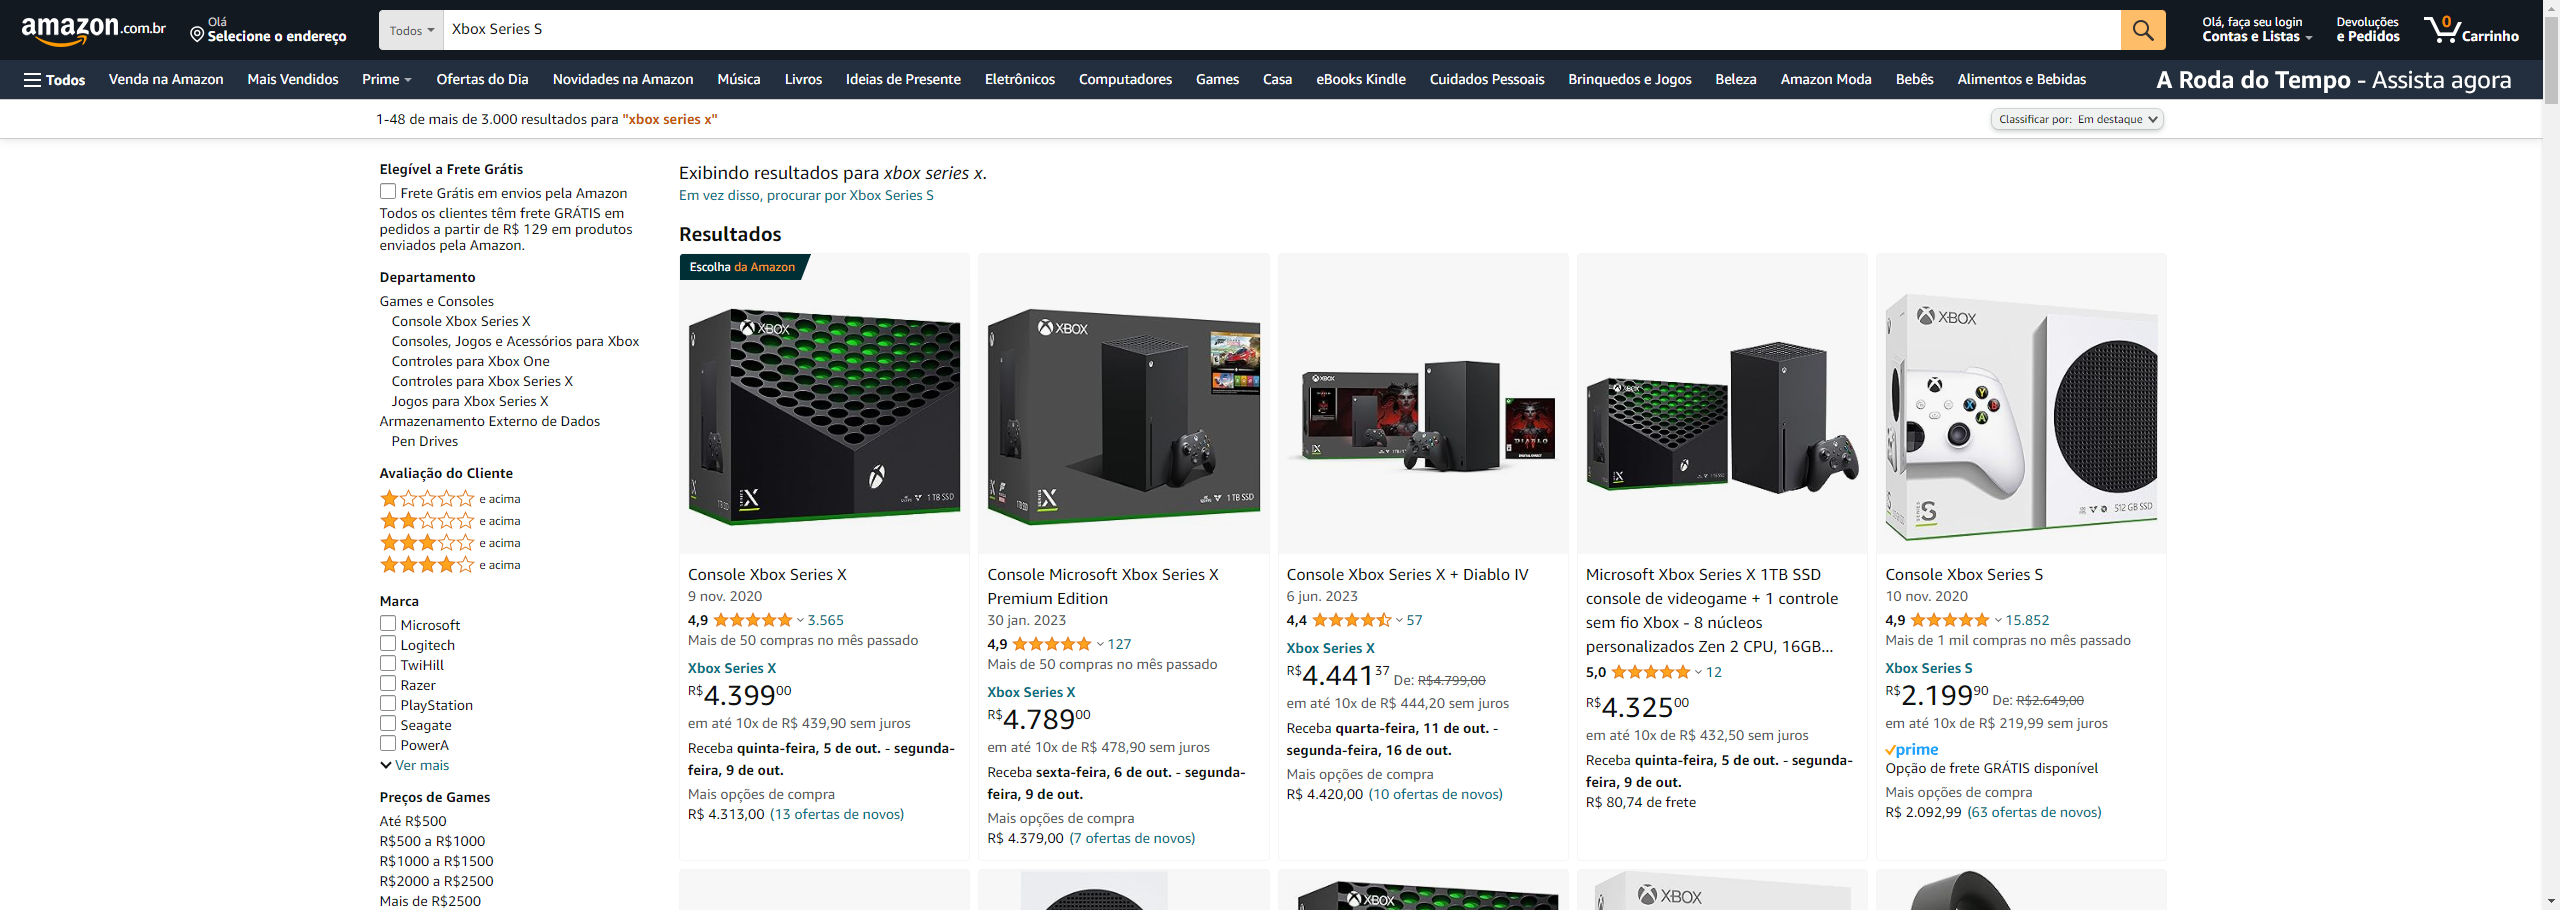 amazon.com.br
Olá
Selecione o endereço
Todos
Xbox Series S
Olá, faça seu login
Contas e Listas
Devoluções
e Pedidos
0
Carrinho
Todos
Venda na Amazon
Mais Vendidos
Prime
Ofertas do Dia
Novidades na Amazon
Música
Livros
Ideias de Presente
Eletrônicos
Computadores
Games
Casa
eBooks Kindle
Cuidados Pessoais
Brinquedos e Jogos
Beleza
Amazon Moda
Bebês
Alimentos e Bebidas
A Roda do Tempo - Assista agora
1-48 de mais de 3.000 resultados para "xbox series x"
Classificar por: Em destaque
Elegível a Frete Grátis
Frete Grátis em envios pela Amazon
Todos os clientes têm frete GRÁTIS em
pedidos a partir de R$ 129 em produtos
enviados pela Amazon.
Departamento
Games e Consoles
Console Xbox Series X
Consoles, Jogos e Acessórios para Xbox
Controles para Xbox One
Controles para Xbox Series X
Jogos para Xbox Series X
Armazenamento Externo de Dados
Pen Drives
Avaliação do Cliente
e acima
e acima
e acima
e acima
Marca
Microsoft
Logitech
TwiHill
Razer
PlayStation
Seagate
PowerA
Ver mais
Preços de Games
Até R$500
R$500 a R$1000
R$1000 a R$1500
R$2000 a R$2500
Mais de R$2500
Exibindo resultados para xbox series x.
Em vez disso, procurar por Xbox Series S
Resultados
Escolha da Amazon
XBOX
SERIES X
1 TB SSD
Console Xbox Series X
9 nov. 2020
4,9 3.565
Mais de 50 compras no mês passado
Xbox Series X
R$4.39900
em até 10x de R$ 439,90 sem juros
Receba quinta-feira, 5 de out. - segunda-
feira, 9 de out.
Mais opções de compra
R$ 4.313,00 (13 ofertas de novos)
XBOX
SERIES X
1 TB SSD
Console Microsoft Xbox Series X
Premium Edition
30 jan. 2023
4,9 127
Mais de 50 compras no mês passado
Xbox Series X
R$4.78900
em até 10x de R$ 478,90 sem juros
Receba sexta-feira, 6 de out. - segunda-
feira, 9 de out.
Mais opções de compra
R$ 4.379,00 (7 ofertas de novos)
XBOX
DIABLO
Console Xbox Series X + Diablo IV
6 jun. 2023
4,4 57
Xbox Series X
R$4.44137 De: R$4.799,00
em até 10x de R$ 444,20 sem juros
Receba quarta-feira, 11 de out. -
segunda-feira, 16 de out.
Mais opções de compra
R$ 4.420,00 (10 ofertas de novos)
XBOX
X
Microsoft Xbox Series X 1TB SSD
console de videogame + 1 controle
sem fio Xbox - 8 núcleos
personalizados Zen 2 CPU, 16GB...
5,0 12
R$4.32500
em até 10x de R$ 432,50 sem juros
Receba quinta-feira, 5 de out. - segunda-
feira, 9 de out.
R$ 80,74 de frete
XBOX
Y
X B
A
SERIES S
512 GB SSD
Console Xbox Series S
10 nov. 2020
4,9 15.852
Mais de 1 mil compras no mês passado
Xbox Series S
R$2.19990 De: R$2.649,00
em até 10x de R$ 219,99 sem juros
prime
Opção de frete GRÁTIS disponível
Mais opções de compra
R$ 2.092,99 (63 ofertas de novos)
XBOX
XBOX